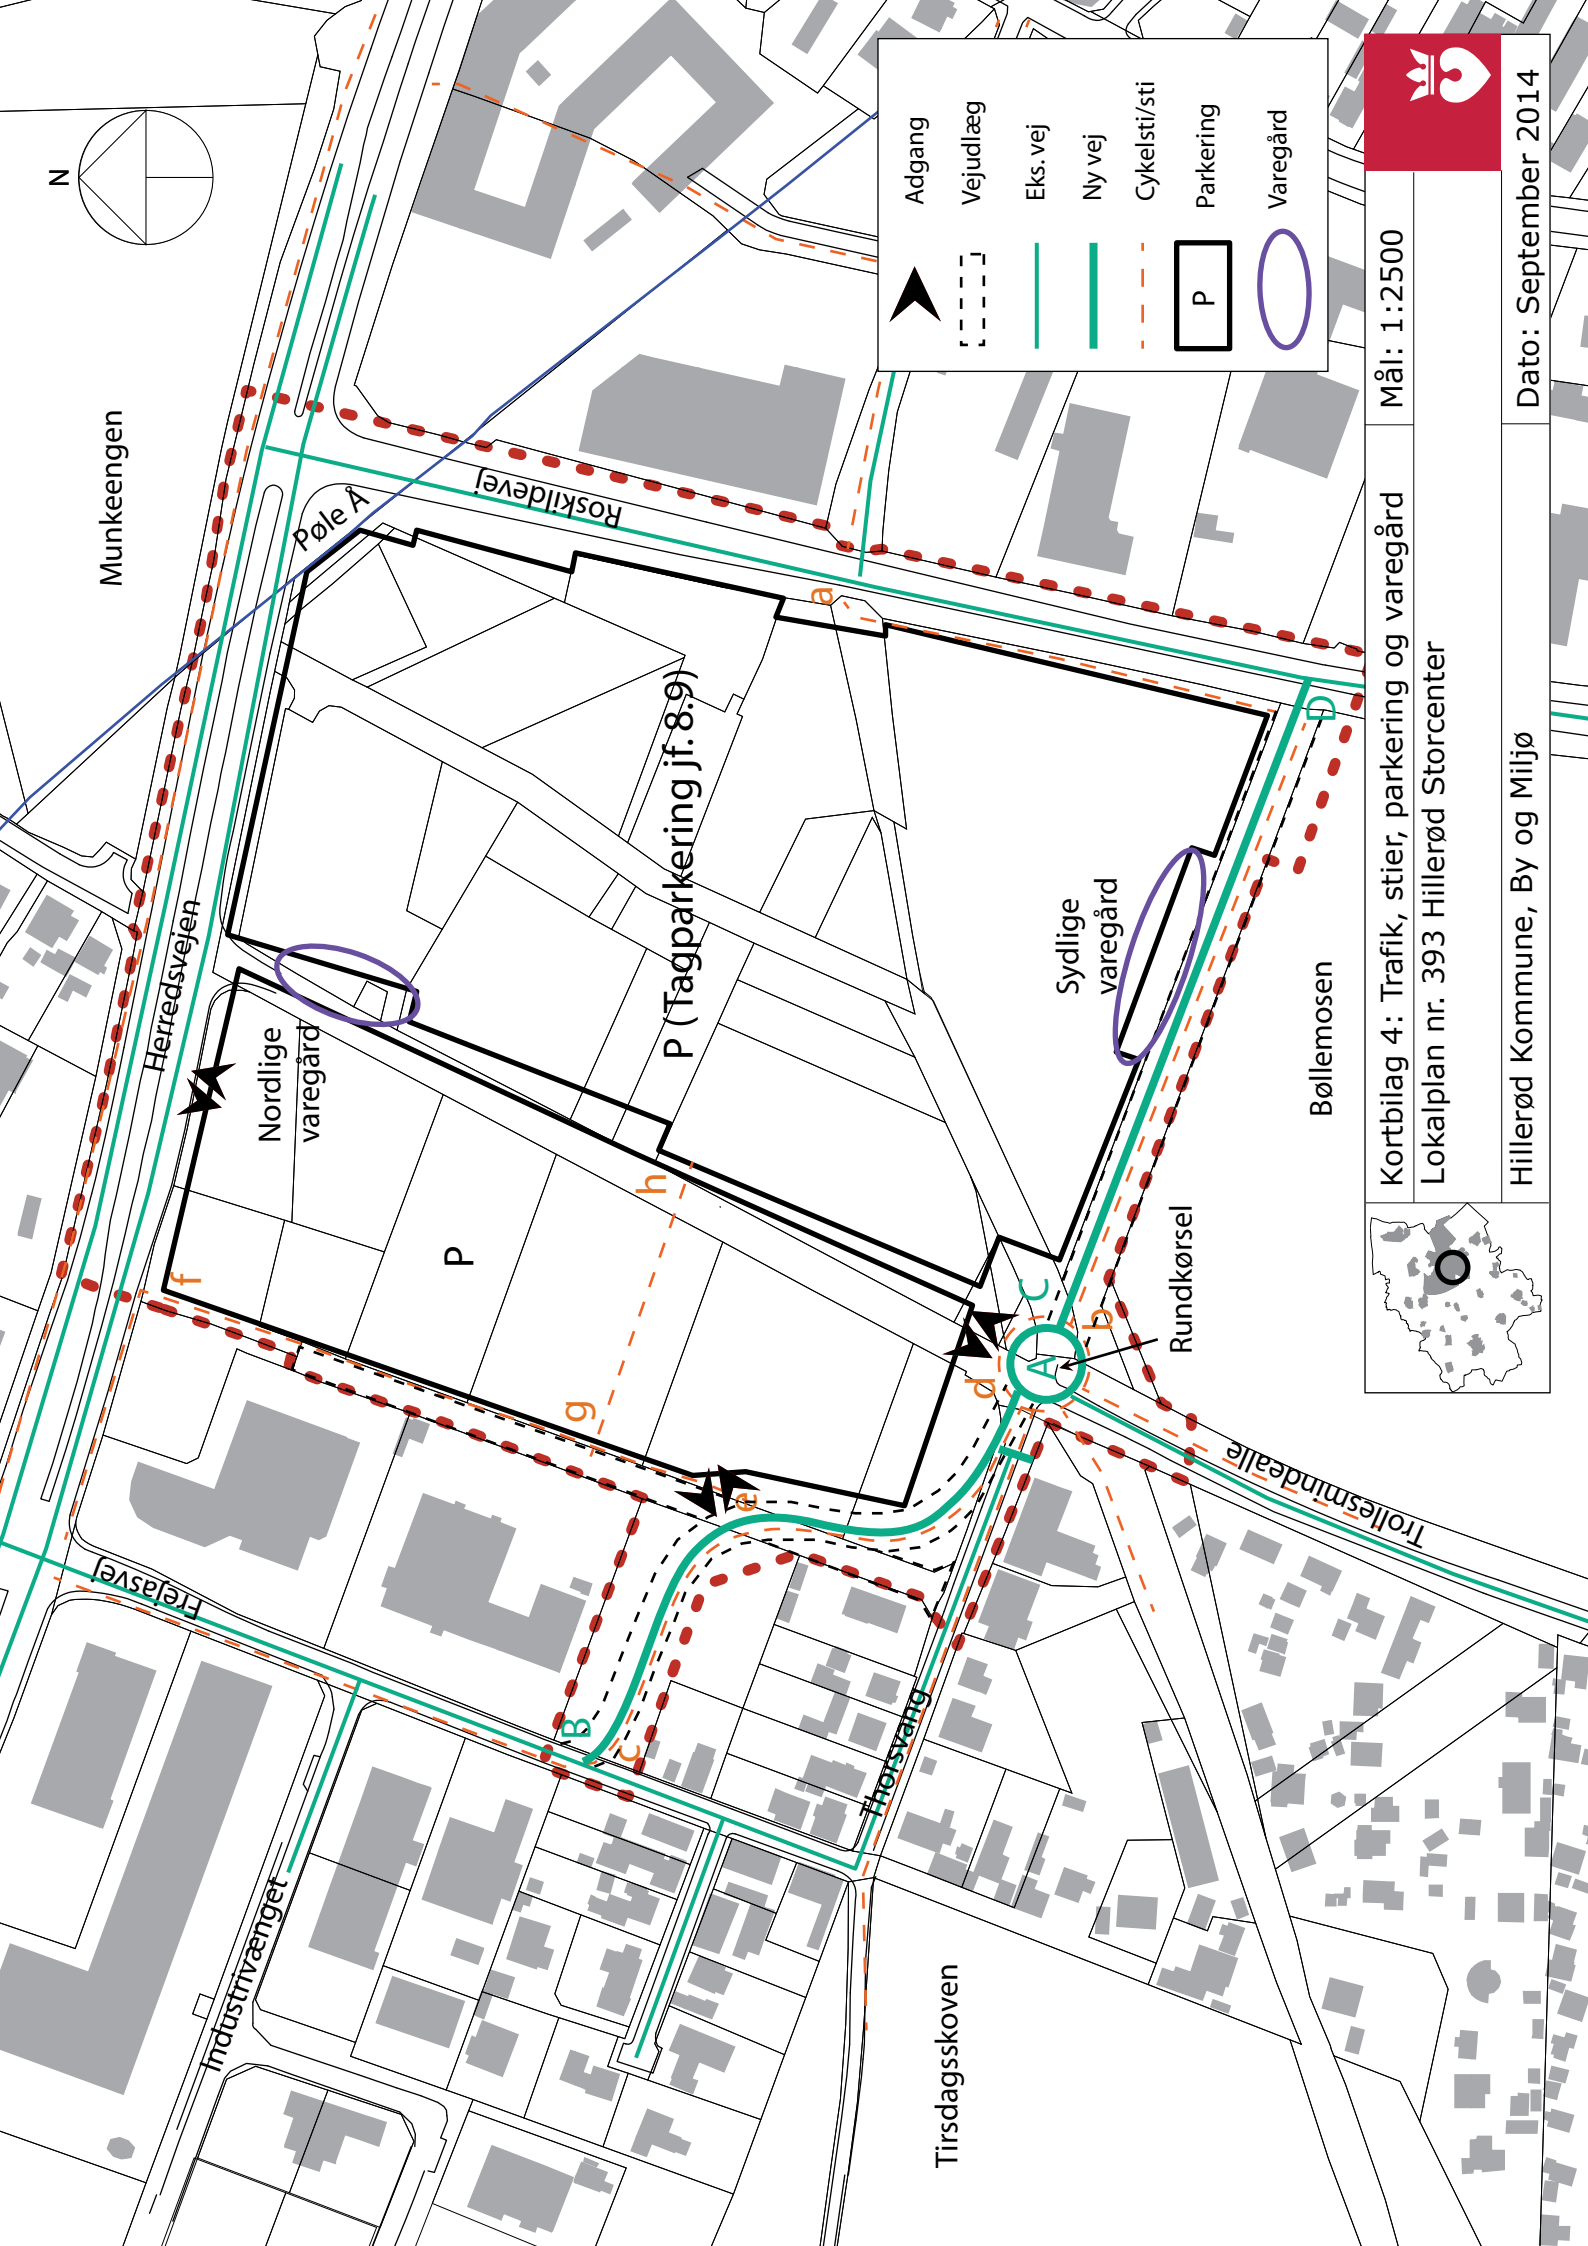 N
Munkeengen
Herredsvejen
Pøle Å
Roskildevej
Nordlige
varegård
P
P (Tagparkering jf. 8.9)
Sydlige
varegård
Bøllemosen
Rundkørsel
Trollesmindealle
Frejasvej
Industrivænget
Thorsvang
Tirsdagsskoven
A
B
C
D
a
b
c
d
e
f
g
h
Adgang
Vejudlæg
Eks. vej
Ny vej
Cykelsti/sti
P
Parkering
Varegård
Kortbilag 4: Trafik, stier, parkering og varegård
Mål: 1:2500
Lokalplan nr. 393 Hillerød Storcenter
Hillerød Kommune, By og Miljø
Dato: September 2014